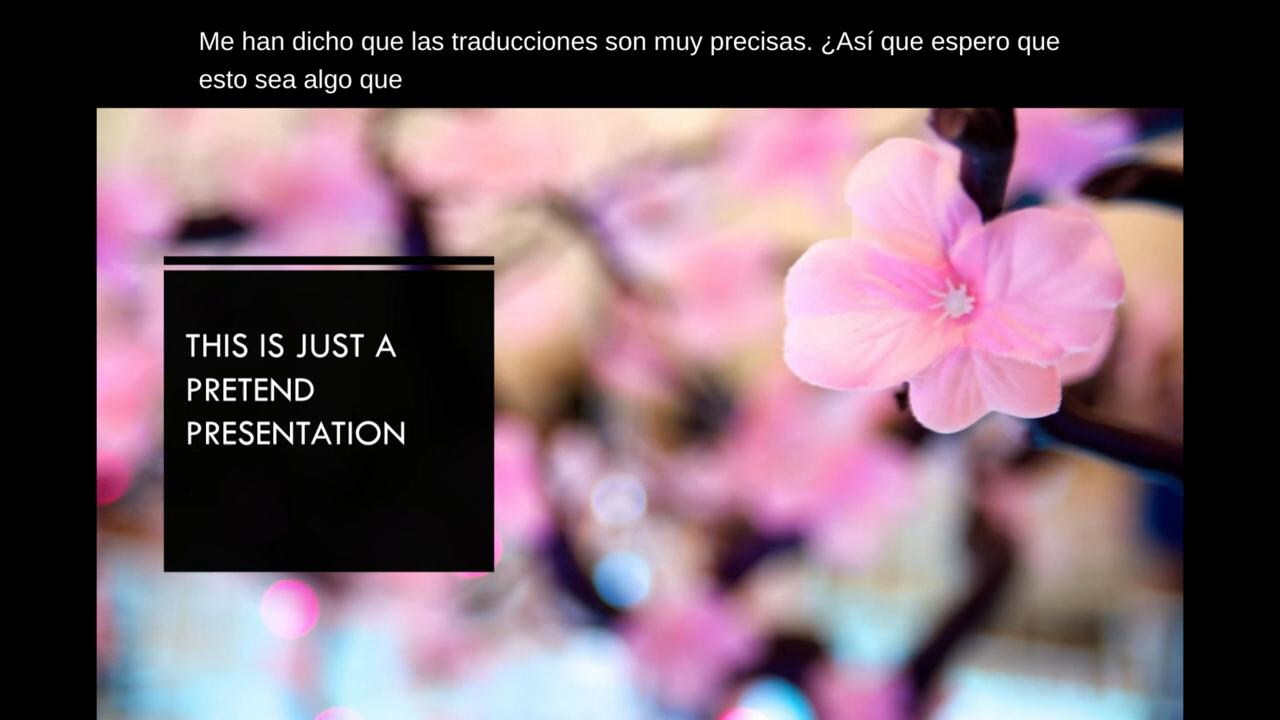 Me han dicho que las traducciones son muy precisas. ¿Así que espero que
esto sea algo que
THIS IS JUST A
PRETEND
PRESENTATION